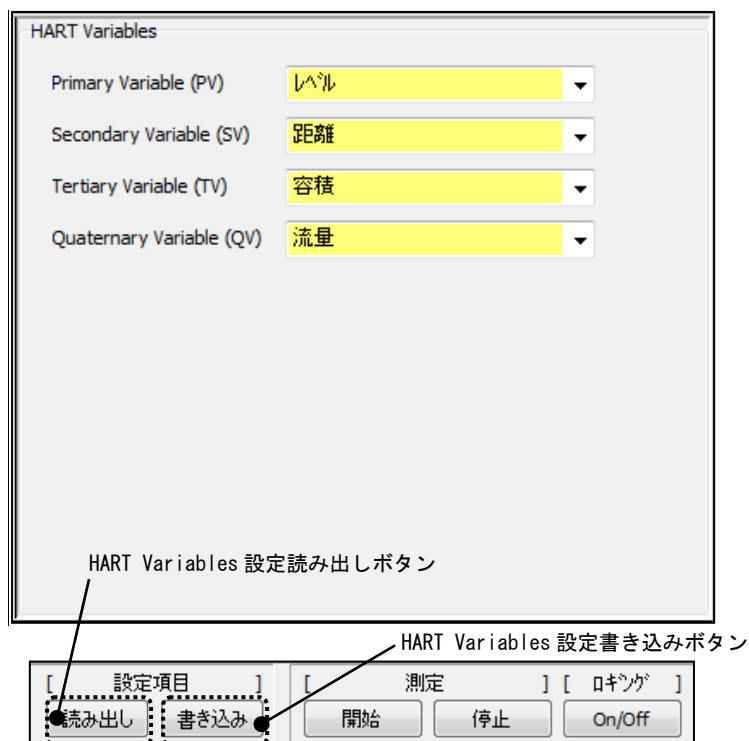 HART Variables
Primary Variable (PV) ﾚﾍﾞﾙ
Secondary Variable (SV) 距離
Tertiary Variable (TV) 容積
Quaternary Variable (QV) 流量
HART Variables 設定読み出しボタン
HART Variables 設定書き込みボタン
[ 設定項目 ] [ 測定 ] [ ﾛｷﾞﾝｸﾞ ]
読み出し 書き込み 開始 停止 On/Off